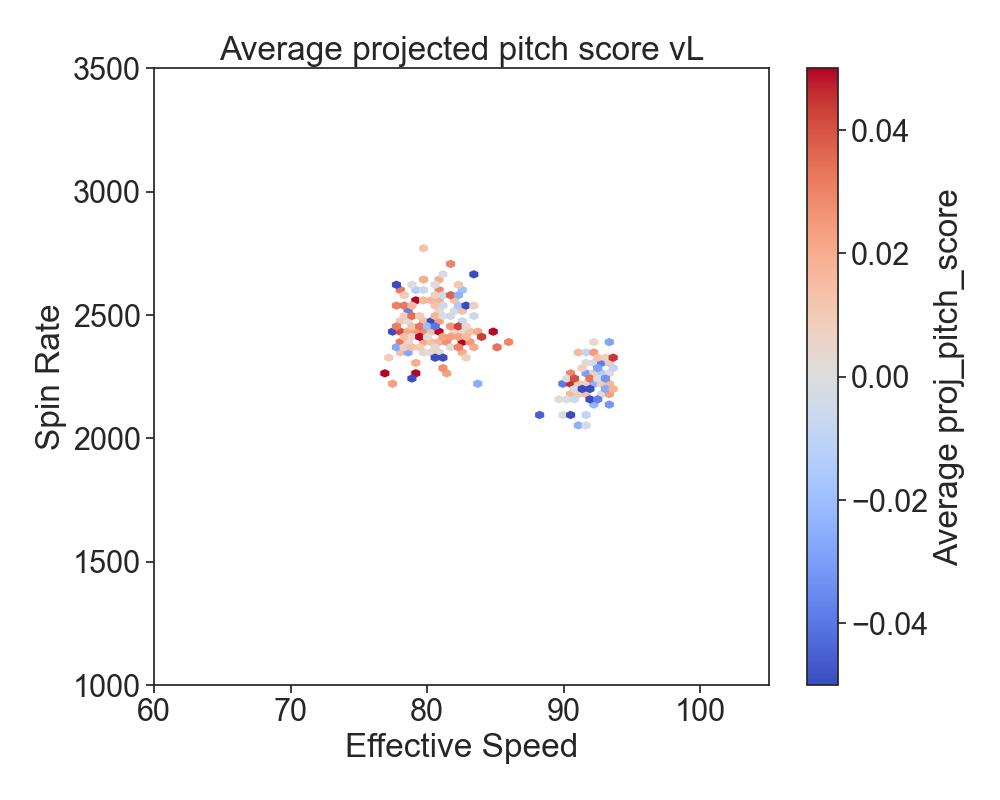 Average projected pitch score vL
3500
3000
2500
2000
1500
1000
Spin Rate
60 70 80 90 100
Effective Speed
0.04
0.02
0.00
−0.02
−0.04
Average proj_pitch_score